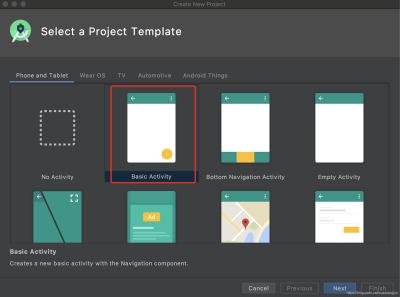 Create New Project
Select a Project Template
Phone and Tablet Wear OS TV Automotive Android Things
No Activity Basic Activity Bottom Navigation Activity Empty Activity
Ad
Basic Activity
Creates a new basic activity with the Navigation component.
Cancel Previous Next Finish